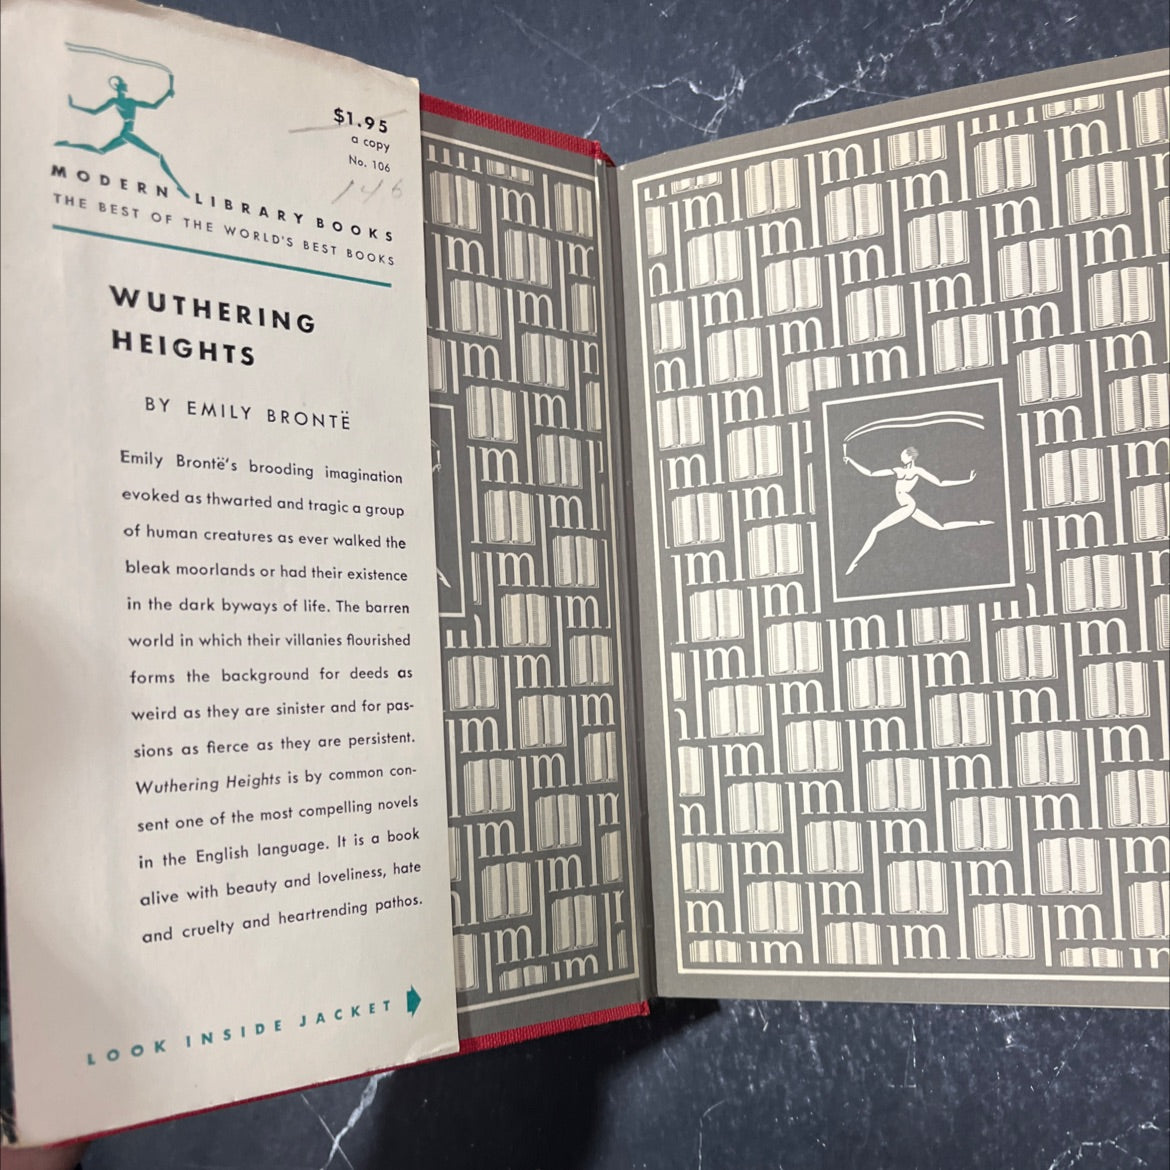 $1.95
a copy
No. 106
146
MODERN LIBRARY BOOKS
THE BEST OF THE WORLD'S BEST BOOKS
WUTHERING
HEIGHTS
BY EMILY BRONTË
Emily Brontë's brooding imagination
evoked as thwarted and tragic a group
of human creatures as ever walked the
bleak moorlands or had their existence
in the dark byways of life. The barren
world in which their villanies flourished
forms the background for deeds as
weird as they are sinister and for pas-
sions as fierce as they are persistent.
Wuthering Heights is by common con-
sent one of the most compelling novels
in the English language. It is a book
alive with beauty and loveliness, hate
and cruelty and heartrending pathos.
LOOK INSIDE JACKET